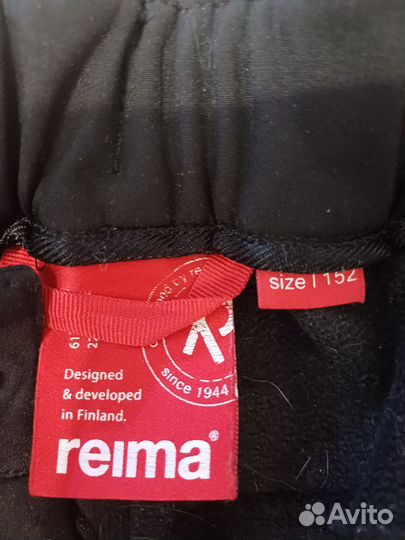 size | 152
since 1944
Designed
& developed
in Finland.
reima®
Avito